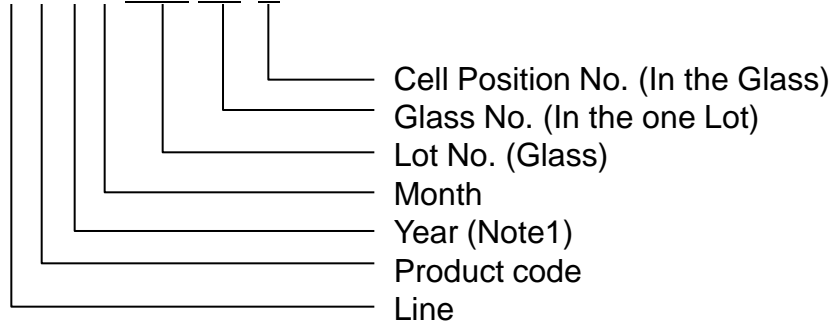 Cell Position No. (In the Glass)
Glass No. (In the one Lot)
Lot No. (Glass)
Month
Year (Note1)
Product code
Line